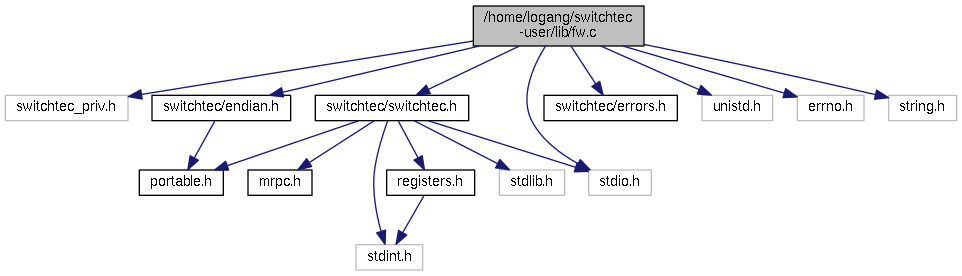 /home/logang/switchtec
-user/lib/fw.c
switchtec_priv.h
switchtec/endian.h
switchtec/switchtec.h
switchtec/errors.h
unistd.h
errno.h
string.h
portable.h
mrpc.h
registers.h
stdlib.h
stdio.h
stdint.h